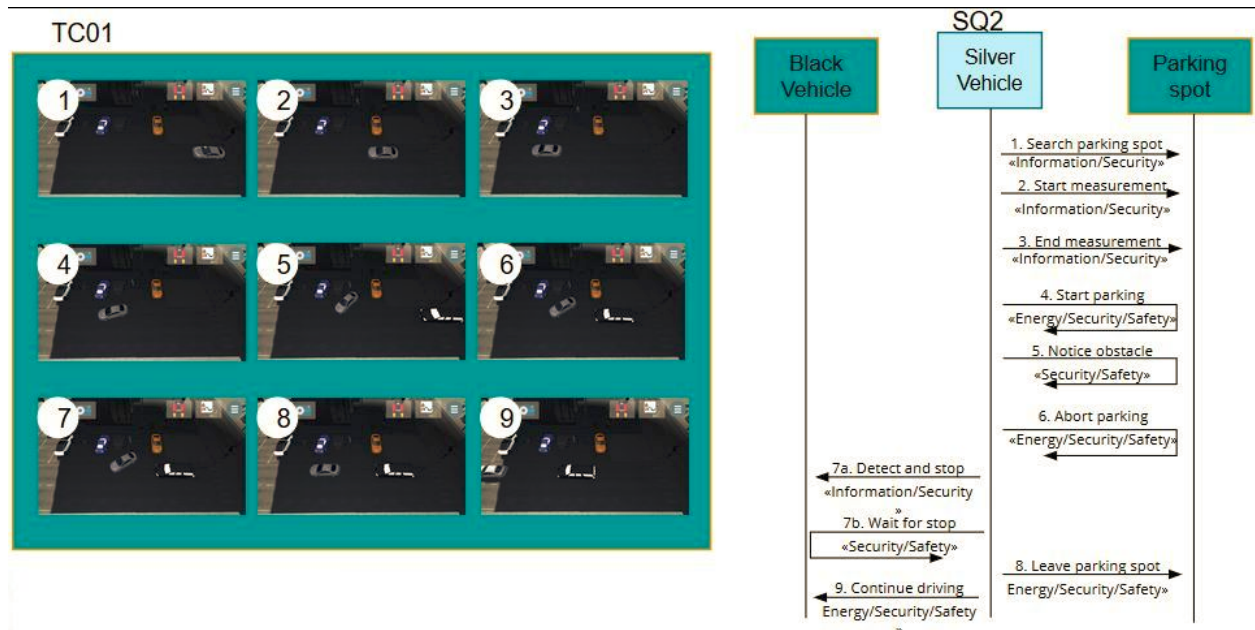 TC01
1
2
3
4
5
6
7
8
9
SQ2
Black
Vehicle
Silver
Vehicle
Parking
spot
1. Search parking spot
«Information/Security»
2. Start measurement
«Information/Security»
3. End measurement
«Information/Security»
4. Start parking
«Energy/Security/Safety»
5. Notice obstacle
«Security/Safety»
6. Abort parking
«Energy/Security/Safety»
7a. Detect and stop
«Information/Security
»
7b. Wait for stop
«Security/Safety»
8. Leave parking spot
Energy/Security/Safety»
9. Continue driving
Energy/Security/Safety